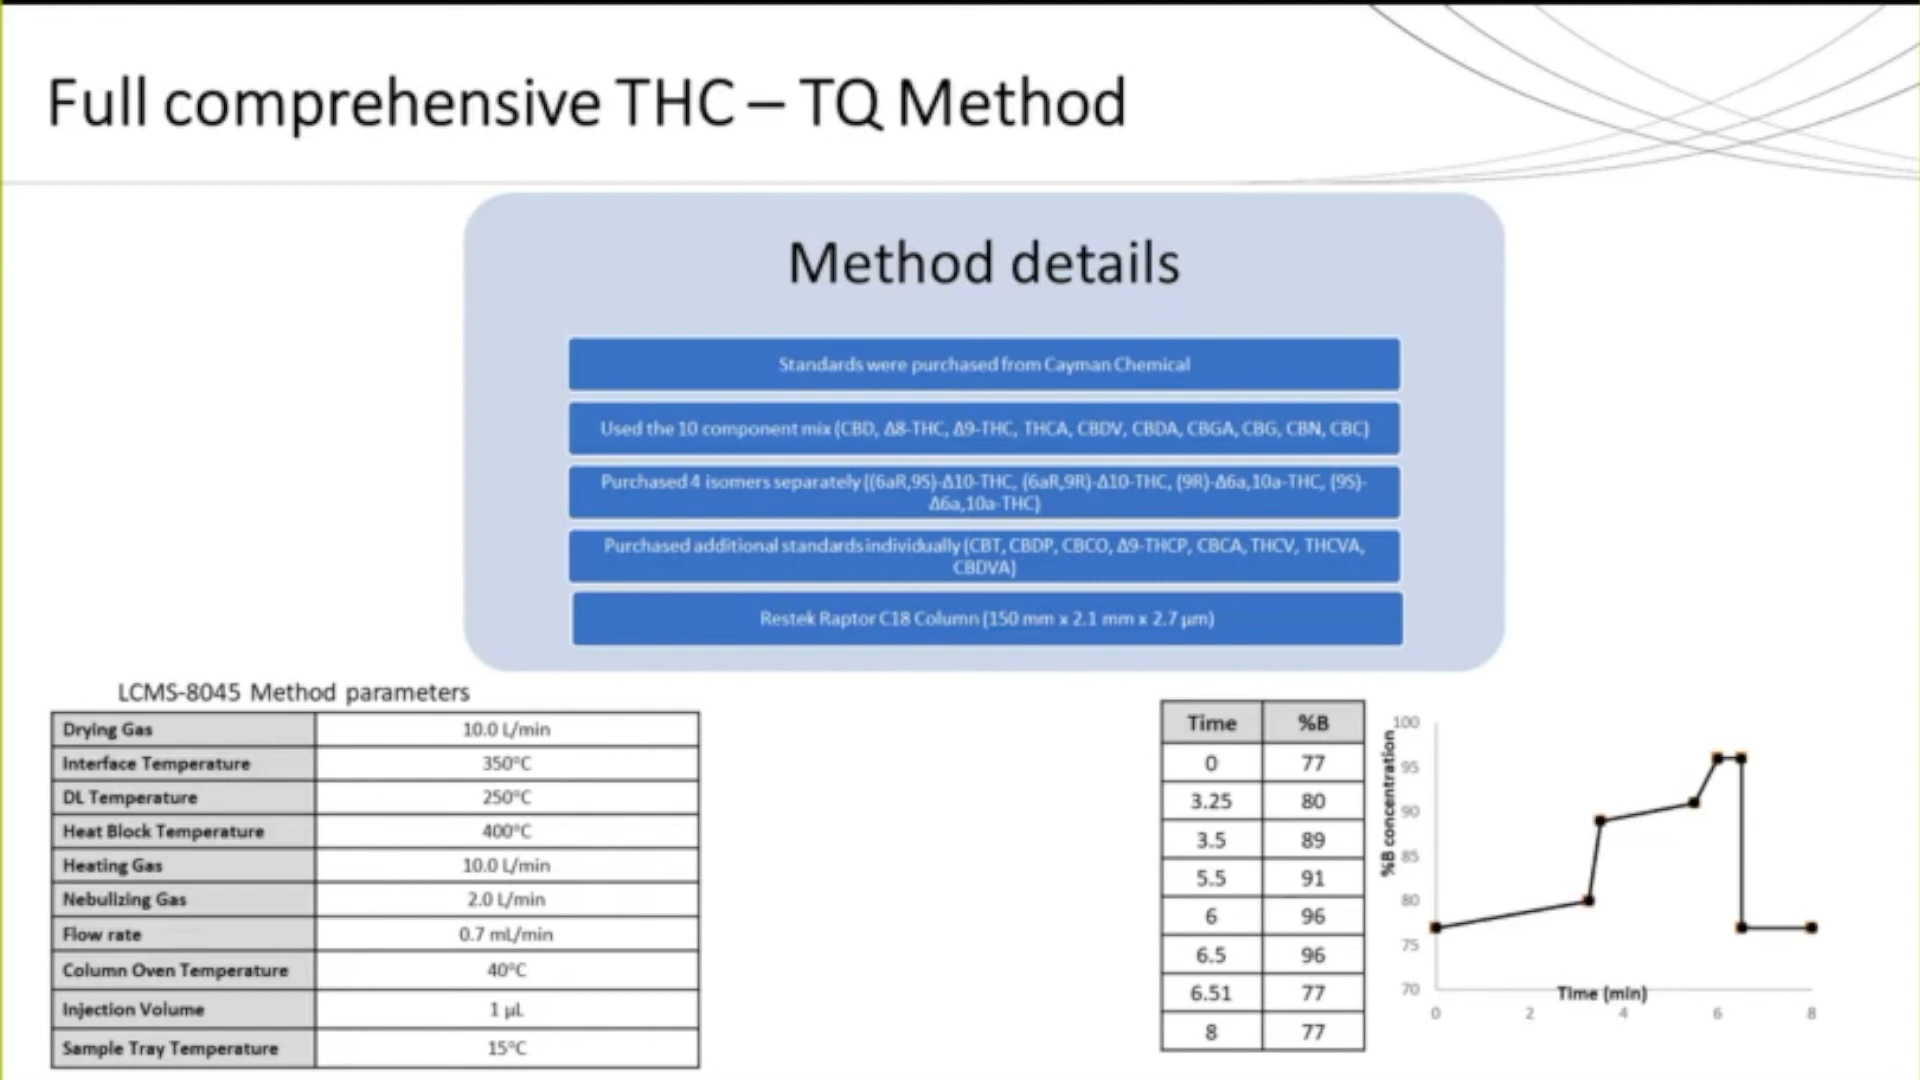 Full comprehensive THC – TQ Method
Method details
Standards were purchased from Cayman Chemical
Used the 10 component mix (CBD, Δ8-THC, Δ9-THC, THCA, CBDV, CBDA, CBGA, CBG, CBN, CBC)
Purchased 4 isomers separately ((6aR,9S)-Δ10-THC, (6aR,9R)-Δ10-THC, (9R)-Δ6a,10a-THC, (9S)-
Δ6a,10a-THC)
Purchased additional standards individually (CBT, CBDP, CBCO, Δ9-THCP, CBCA, THCV, THCVA,
CBDVA)
Restek Raptor C18 Column (150 mm x 2.1 mm x 2.7 µm)
LCMS-8045 Method parameters
Drying Gas 10.0 L/min
Interface Temperature 350°C
DL Temperature 250°C
Heat Block Temperature 400°C
Heating Gas 10.0 L/min
Nebulizing Gas 2.0 L/min
Flow rate 0.7 mL/min
Column Oven Temperature 40°C
Injection Volume 1 µL
Sample Tray Temperature 15°C
Time %B
0 77
3.25 80
3.5 89
5.5 91
6 96
6.5 96
6.51 77
8 77
%B concentration
100
95
90
85
80
75
70
0 2 4 6 8
Time (min)